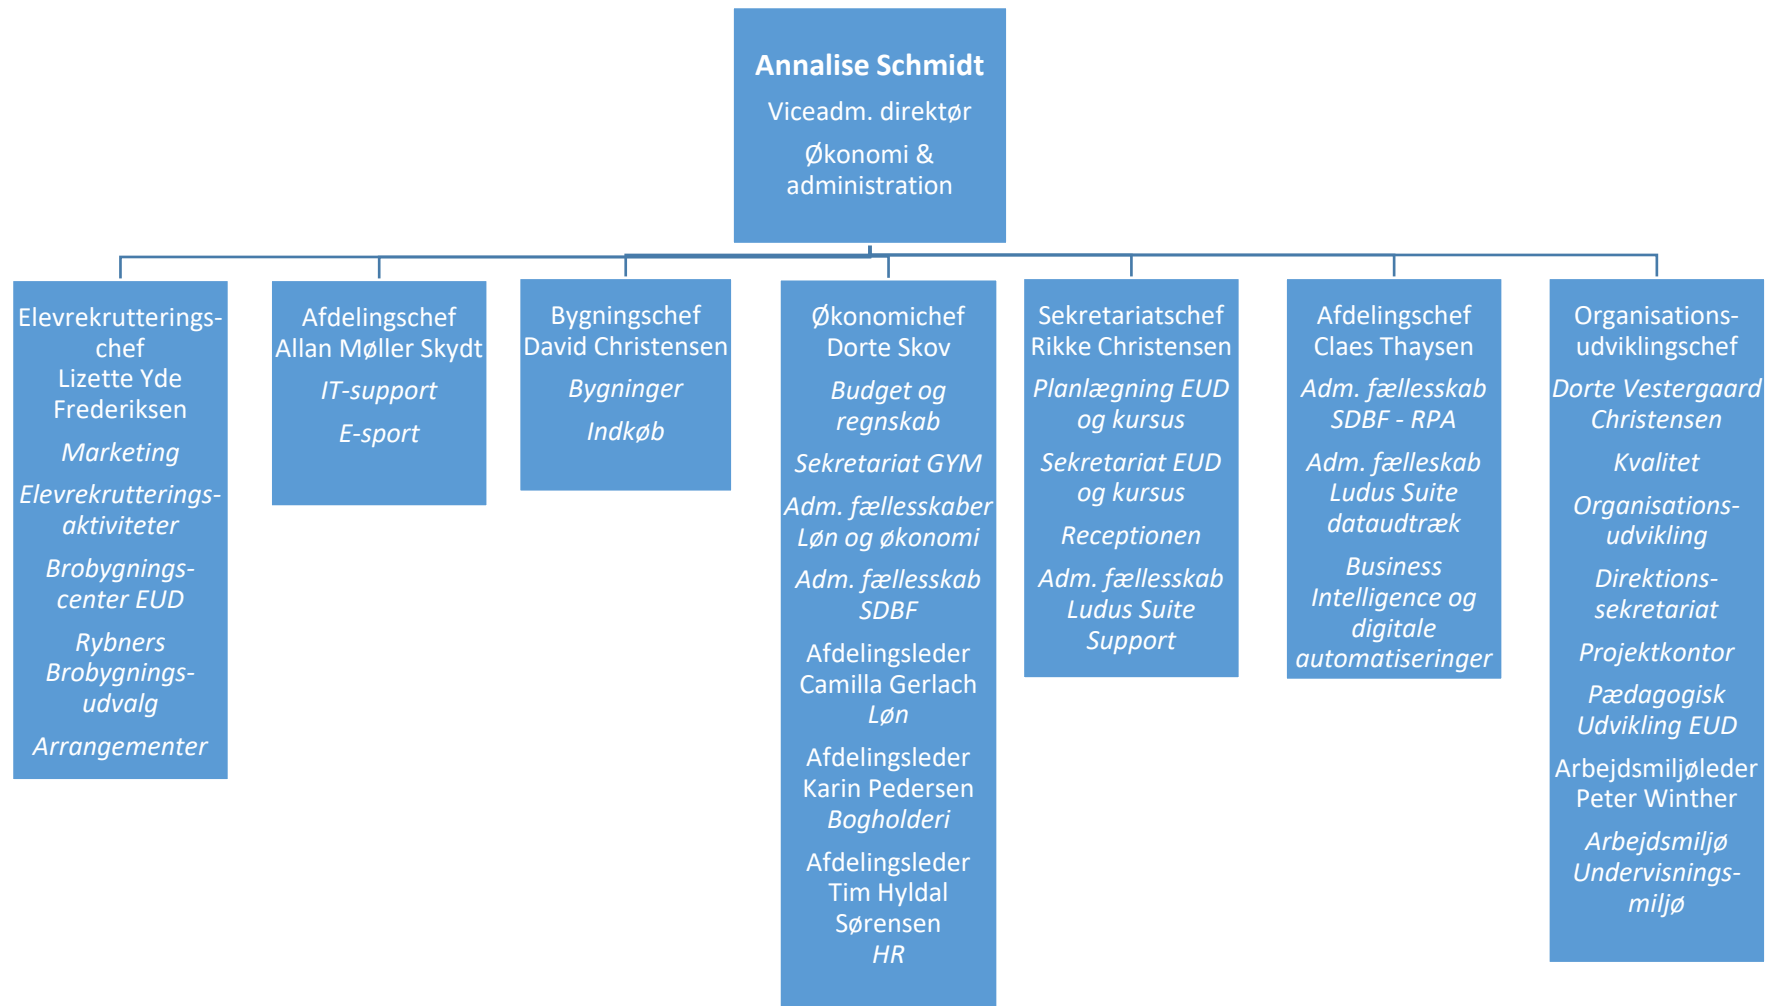 Annalise Schmidt
Viceadm. direktør
Økonomi &
administration
Elevrekrutterings-
chef
Lizette Yde
Frederiksen
Marketing
Elevrekrutterings-
aktiviteter
Brobygnings-
center EUD
Rybners
Brobygnings-
udvalg
Arrangementer
Afdelingschef
Allan Møller Skydt
IT-support
E-sport
Bygningschef
David Christensen
Bygninger
Indkøb
Økonomichef
Dorte Skov
Budget og
regnskab
Sekretariat GYM
Adm. fællesskaber
Løn og økonomi
Adm. fællesskab
SDBF
Afdelingsleder
Camilla Gerlach
Løn
Afdelingsleder
Karin Pedersen
Bogholderi
Afdelingsleder
Tim Hyldal
Sørensen
HR
Sekretariatschef
Rikke Christensen
Planlægning EUD
og kursus
Sekretariat EUD
og kursus
Receptionen
Adm. fællesskab
Ludus Suite
Support
Afdelingschef
Claes Thaysen
Adm. fællesskab
SDBF - RPA
Adm. fælleskab
Ludus Suite
dataudtræk
Business
Intelligence og
digitale
automatiseringer
Organisations-
udviklingschef
Dorte Vestergaard
Christensen
Kvalitet
Organisations-
udvikling
Direktions-
sekretariat
Projektkontor
Pædagogisk
Udvikling EUD
Arbejdsmiljøleder
Peter Winther
Arbejdsmiljø
Undervisnings-
miljø